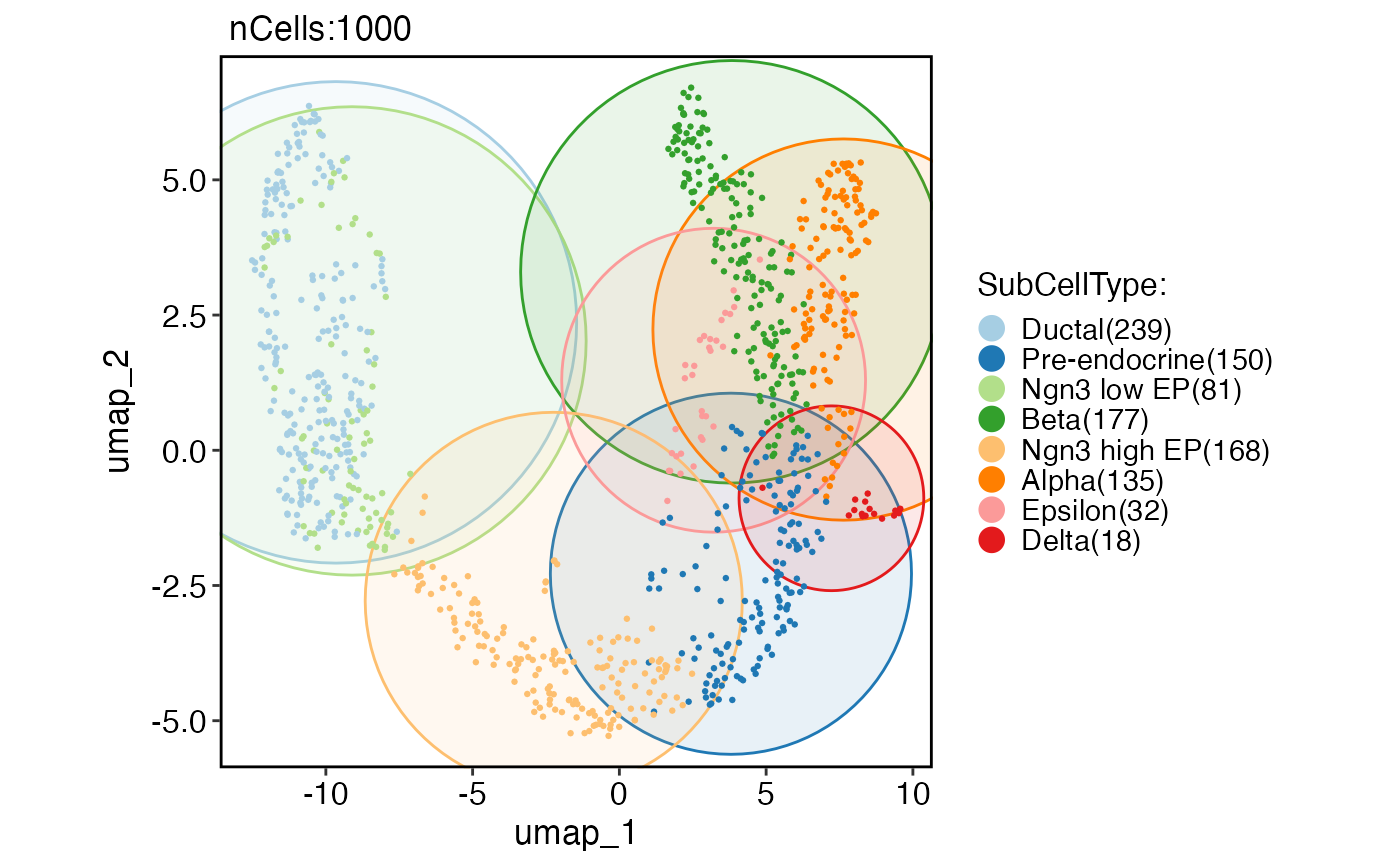 nCells:1000
umap_2
5.0
2.5
0.0
-2.5
-5.0
-10
-5
0
5
10
umap_1
SubCellType:
Ductal(239)
Pre-endocrine(150)
Ngn3 low EP(81)
Beta(177)
Ngn3 high EP(168)
Alpha(135)
Epsilon(32)
Delta(18)